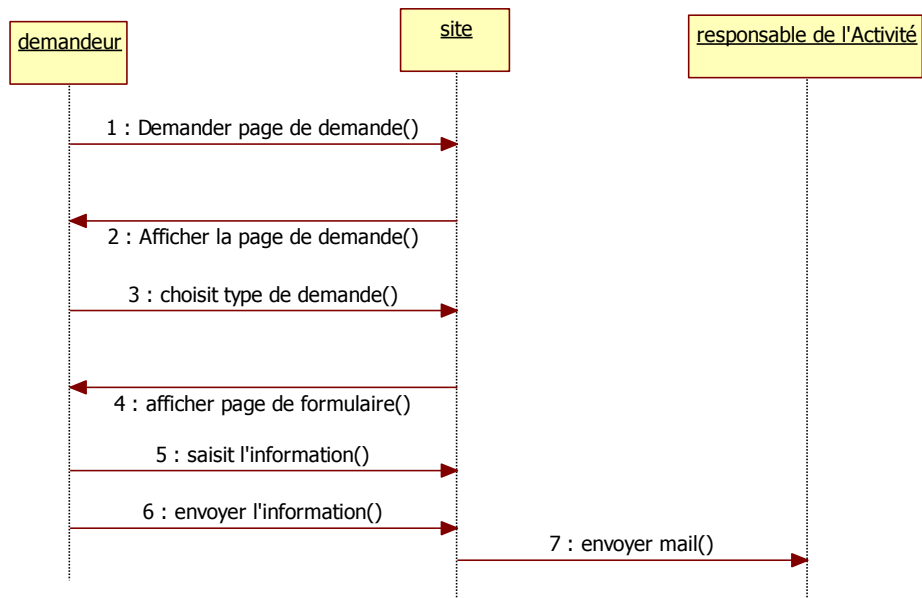 demandeur
site
responsable de l'Activité
1 : Demander page de demande()
2 : Afficher la page de demande()
3 : choisit type de demande()
4 : afficher page de formulaire()
5 : saisit l'information()
6 : envoyer l'information()
7 : envoyer mail()